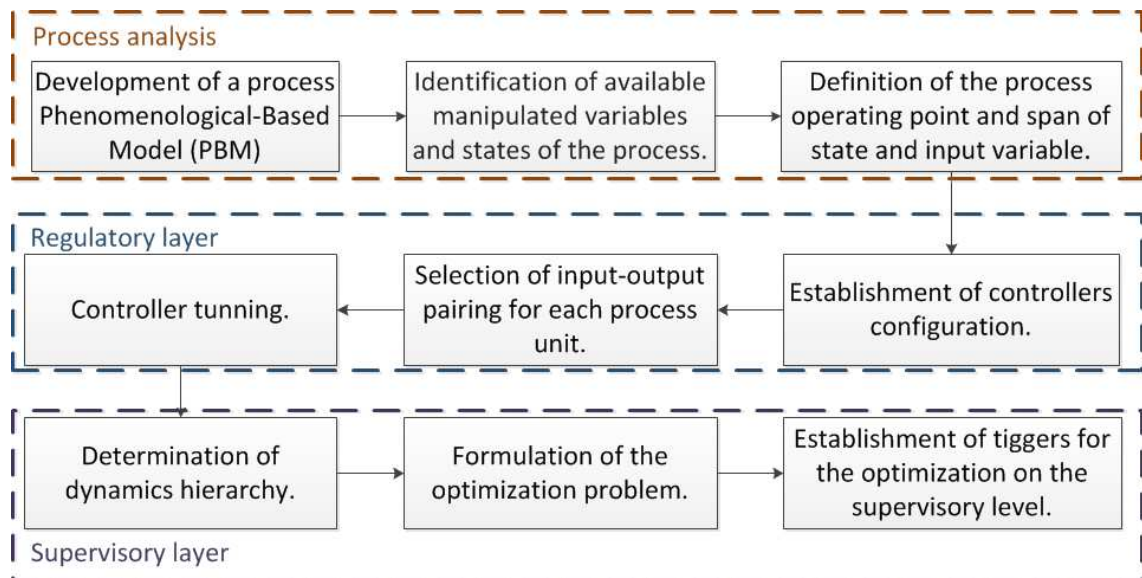 Process analysis
Development of a process
Phenomenological-Based
Model (PBM)
Identification of available
manipulated variables
and states of the process.
Definition of the process
operating point and span of
state and input variable.
Regulatory layer
Establishment of controllers
configuration.
Selection of input-output
pairing for each process
unit.
Controller tunning.
Determination of
dynamics hierarchy.
Formulation of the
optimization problem.
Establishment of tiggers for
the optimization on the
supervisory level.
Supervisory layer